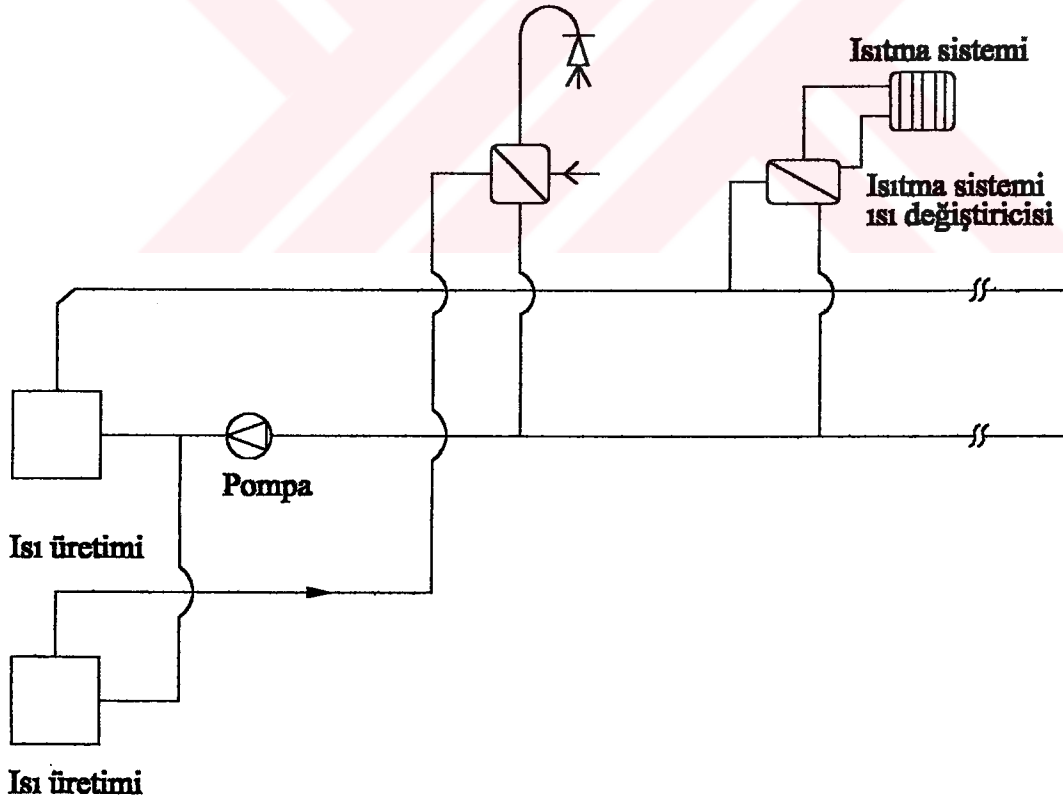 Isıtma sistemi
Isıtma sistemi
ısı değiştiricisi
Pompa
Isı üretimi
Isı üretimi